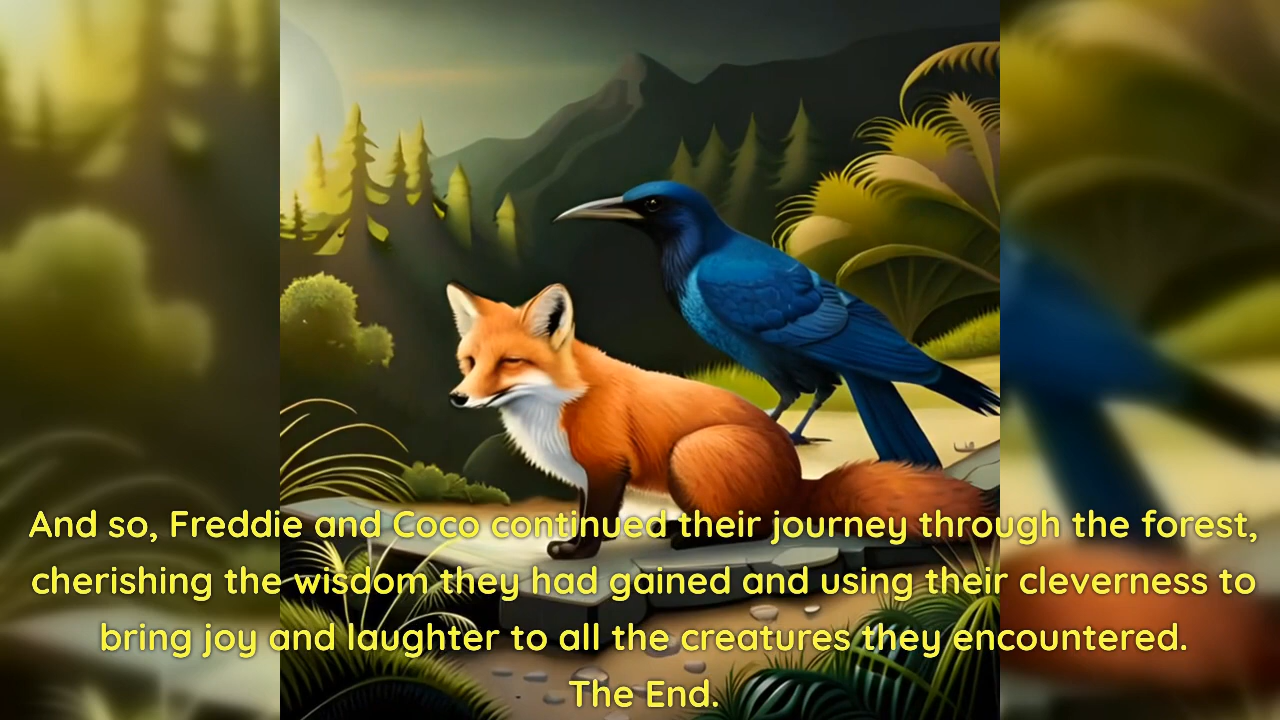 And so, Freddie and Coco continued their journey through the forest,
cherishing the wisdom they had gained and using their cleverness to
bring joy and laughter to all the creatures they encountered.
The End.